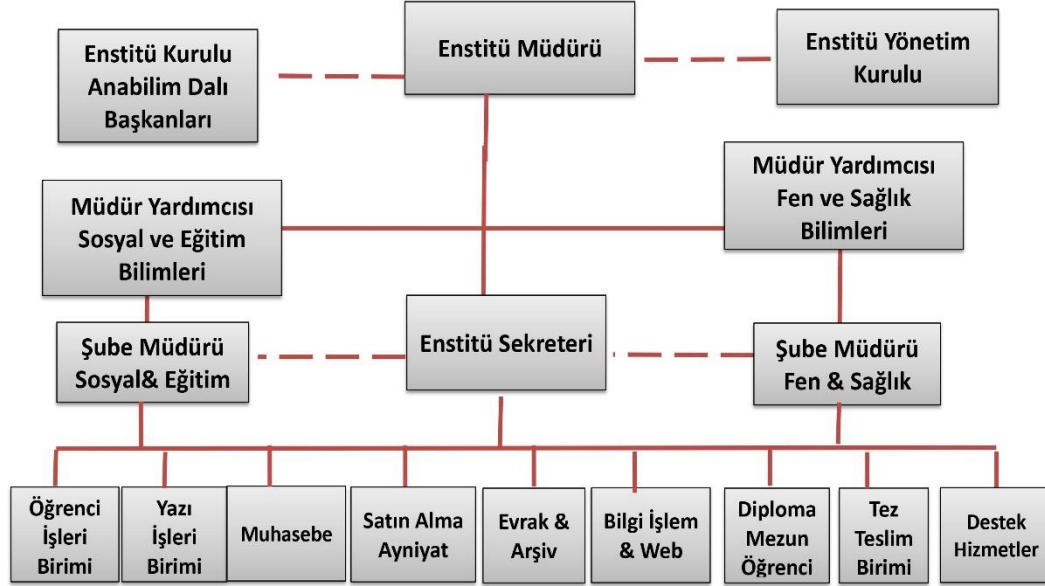 Enstitü Kurulu
Anabilim Dalı
Başkanları
Enstitü Müdürü
Enstitü Yönetim
Kurulu
Müdür Yardımcısı
Sosyal ve Eğitim
Bilimleri
Müdür Yardımcısı
Fen ve Sağlık
Bilimleri
Şube Müdürü
Sosyal& Eğitim
Enstitü Sekreteri
Şube Müdürü
Fen & Sağlık
Öğrenci
İşleri
Birimi
Yazı
İşleri
Birimi
Muhasebe
Satın Alma
Ayniyat
Evrak &
Arşiv
Bilgi İşlem
& Web
Diploma
Mezun
Öğrenci
Tez
Teslim
Birimi
Destek
Hizmetler